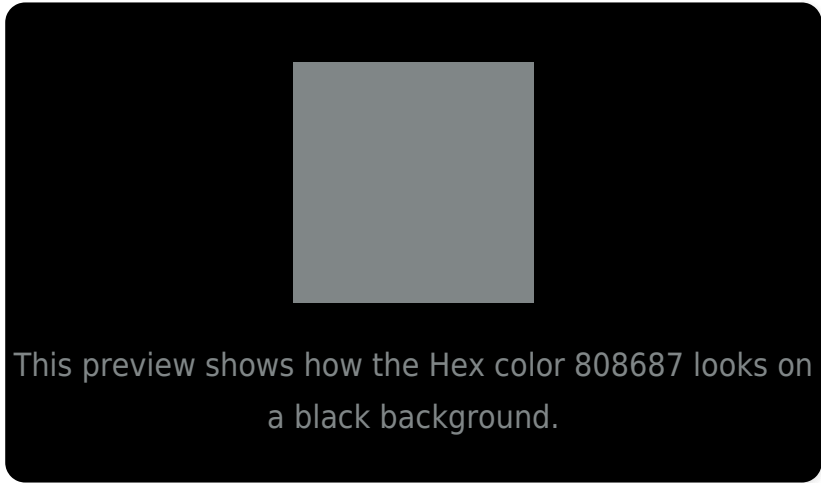 This preview shows how the Hex color 808687 looks on
a black background.